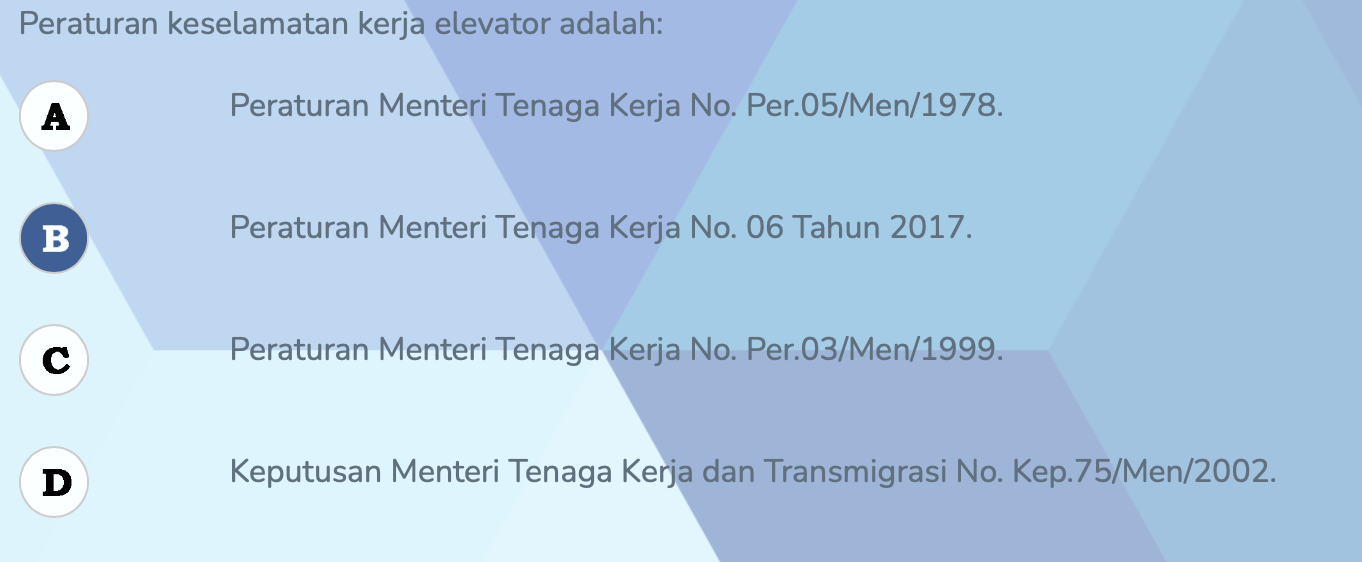 Peraturan keselamatan kerja elevator adalah:
A Peraturan Menteri Tenaga Kerja No. Per.05/Men/1978.
B Peraturan Menteri Tenaga Kerja No. 06 Tahun 2017.
C Peraturan Menteri Tenaga Kerja No. Per.03/Men/1999.
D Keputusan Menteri Tenaga Kerja dan Transmigrasi No. Kep.75/Men/2002.